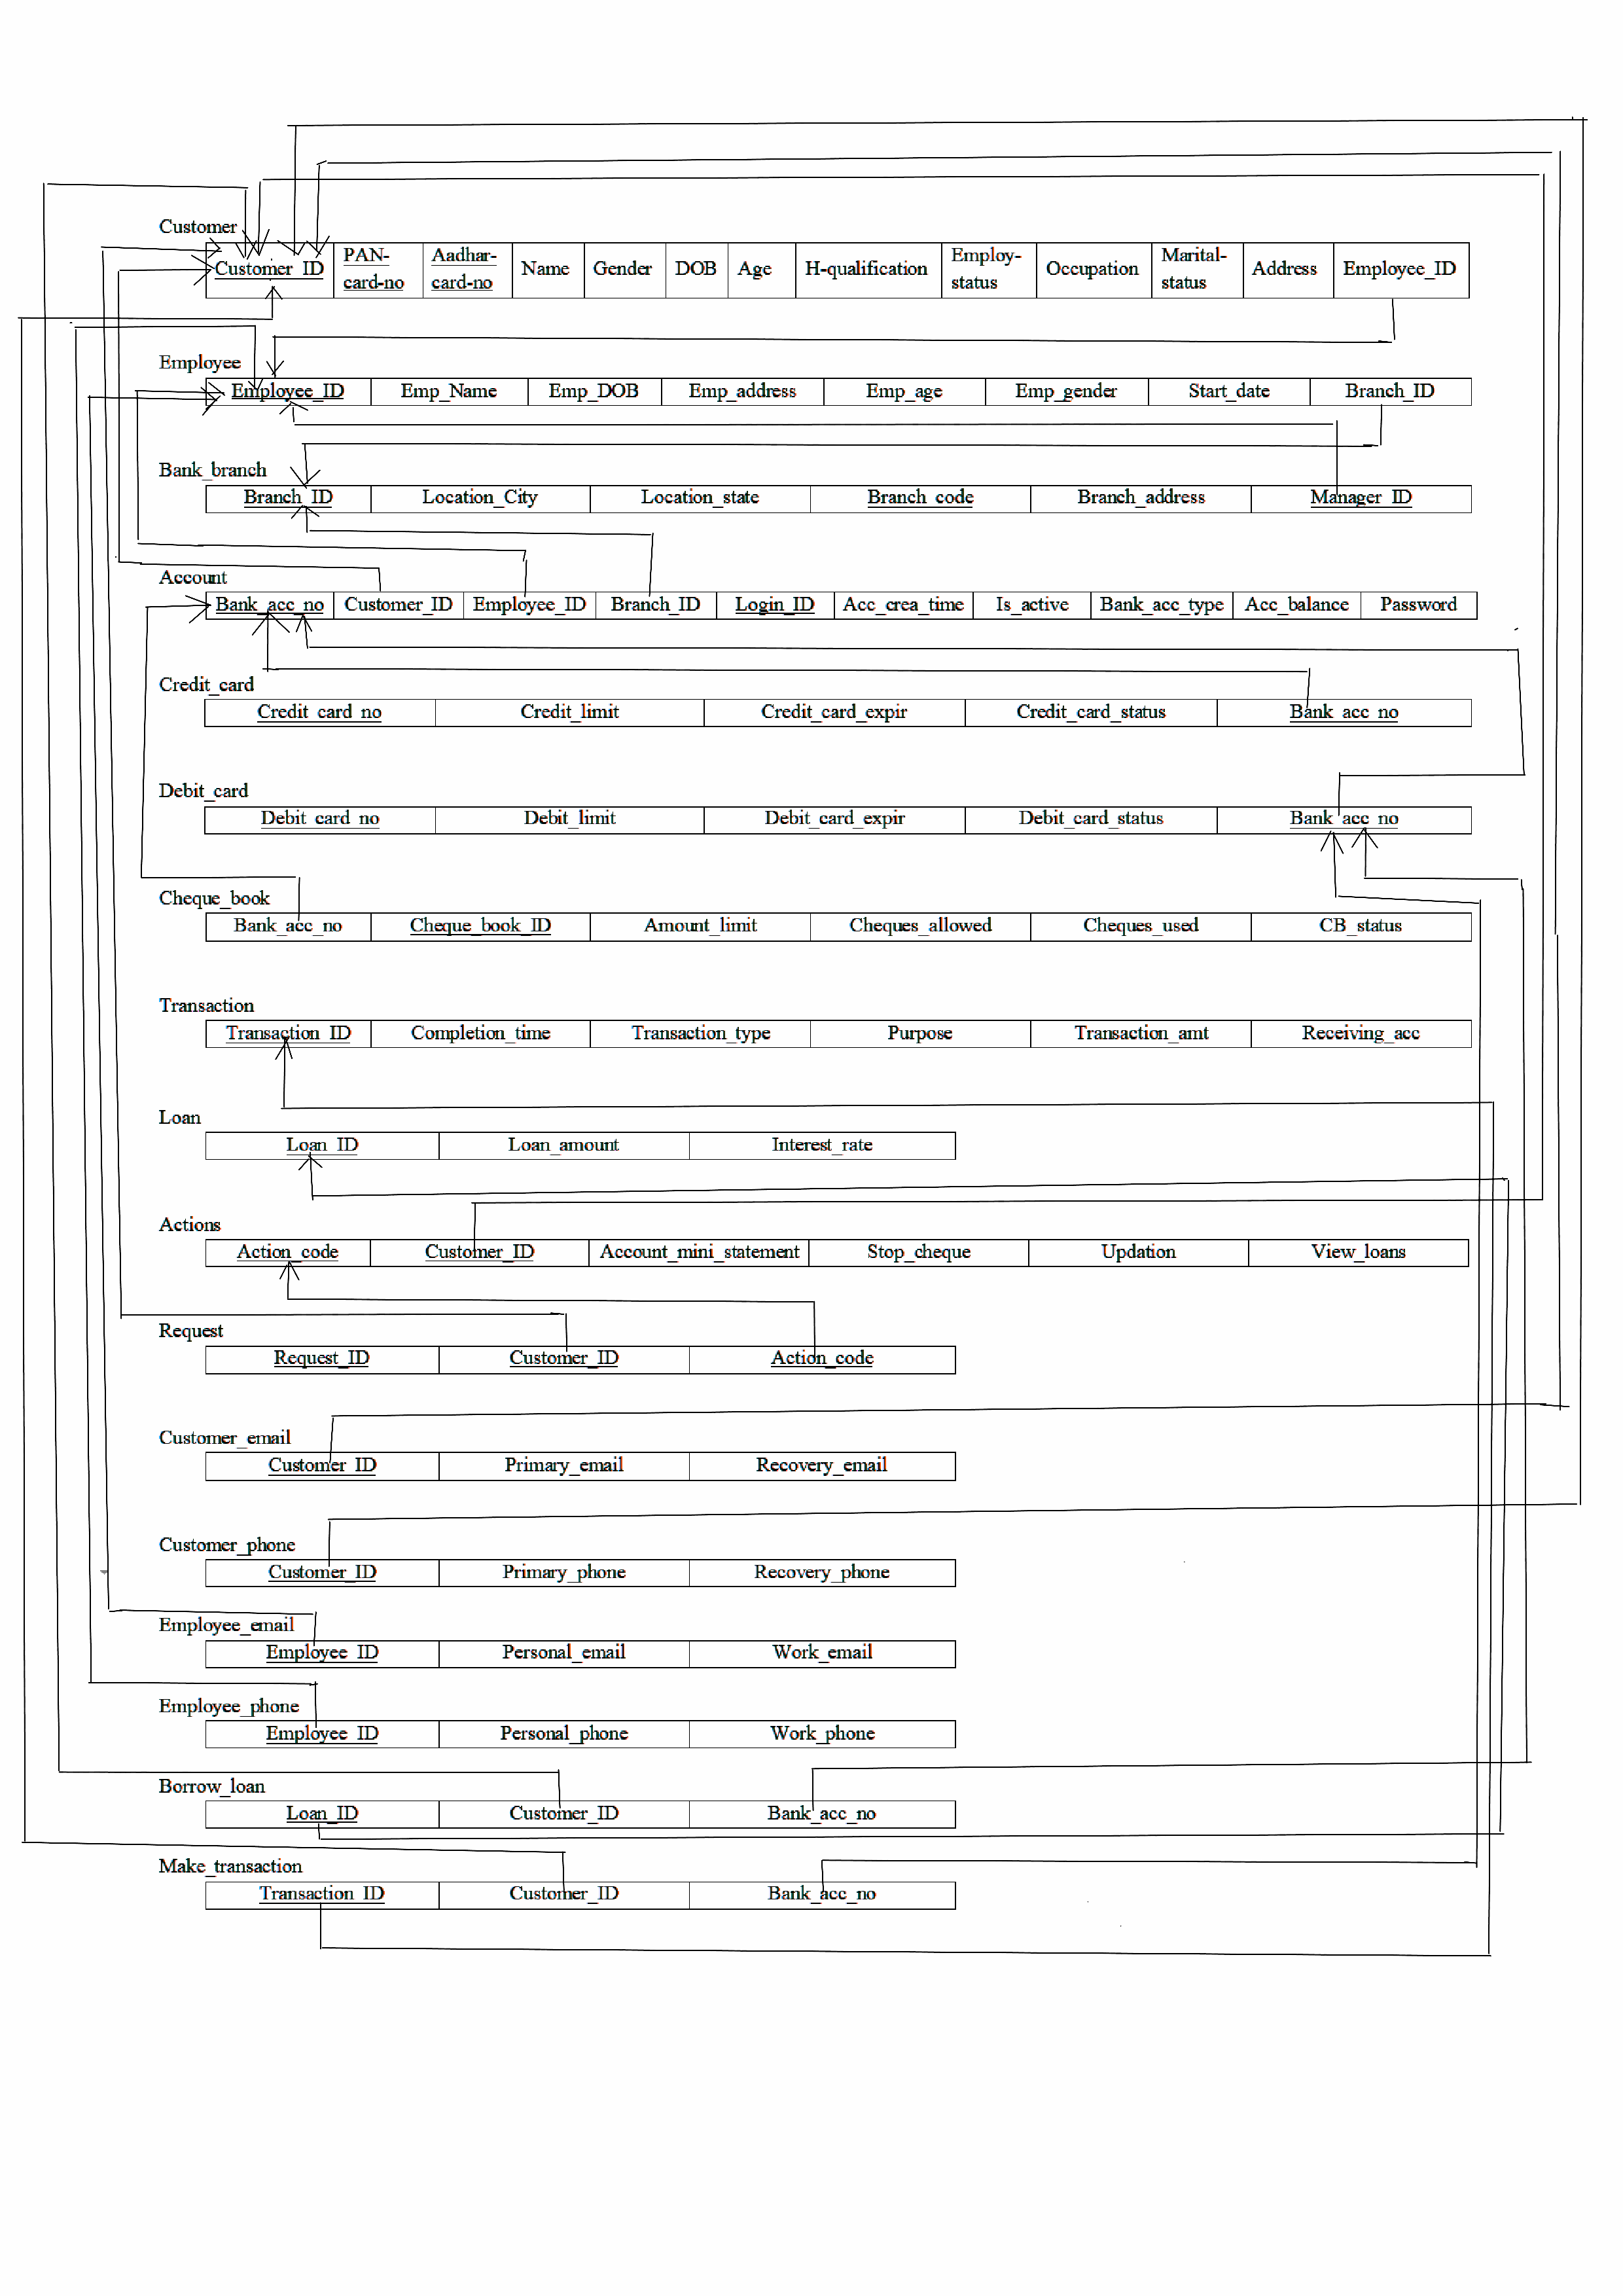 Customer
Customer_ID PAN-card-no Aadhar-card-no Name Gender DOB Age H-qualification Employ-status Occupation Marital-status Address Employee_ID
Employee
Employee_ID Emp_Name Emp_DOB Emp_address Emp_age Emp_gender Start_date Branch_ID
Bank_branch
Branch_ID Location_City Location_state Branch_code Branch_address Manager_ID
Account
Bank_acc_no Customer_ID Employee_ID Branch_ID Login_ID Acc_crea_time Is_active Bank_acc_type Acc_balance Password
Credit_card
Credit_card_no Credit_limit Credit_card_expir Credit_card_status Bank_acc_no
Debit_card
Debit_card_no Debit_limit Debit_card_expir Debit_card_status Bank_acc_no
Cheque_book
Bank_acc_no Cheque_book_ID Amount_limit Cheques_allowed Cheques_used CB_status
Transaction
Transaction_ID Completion_time Transaction_type Purpose Transaction_amt Receiving_acc
Loan
Loan_ID Loan_amount Interest_rate
Actions
Action_code Customer_ID Account_mini_statement Stop_cheque Updation View_loans
Request
Request_ID Customer_ID Action_code
Customer_email
Customer_ID Primary_email Recovery_email
Customer_phone
Customer_ID Primary_phone Recovery_phone
Employee_email
Employee_ID Personal_email Work_email
Employee_phone
Employee_ID Personal_phone Work_phone
Borrow_loan
Loan_ID Customer_ID Bank_acc_no
Make_transaction
Transaction_ID Customer_ID Bank_acc_no